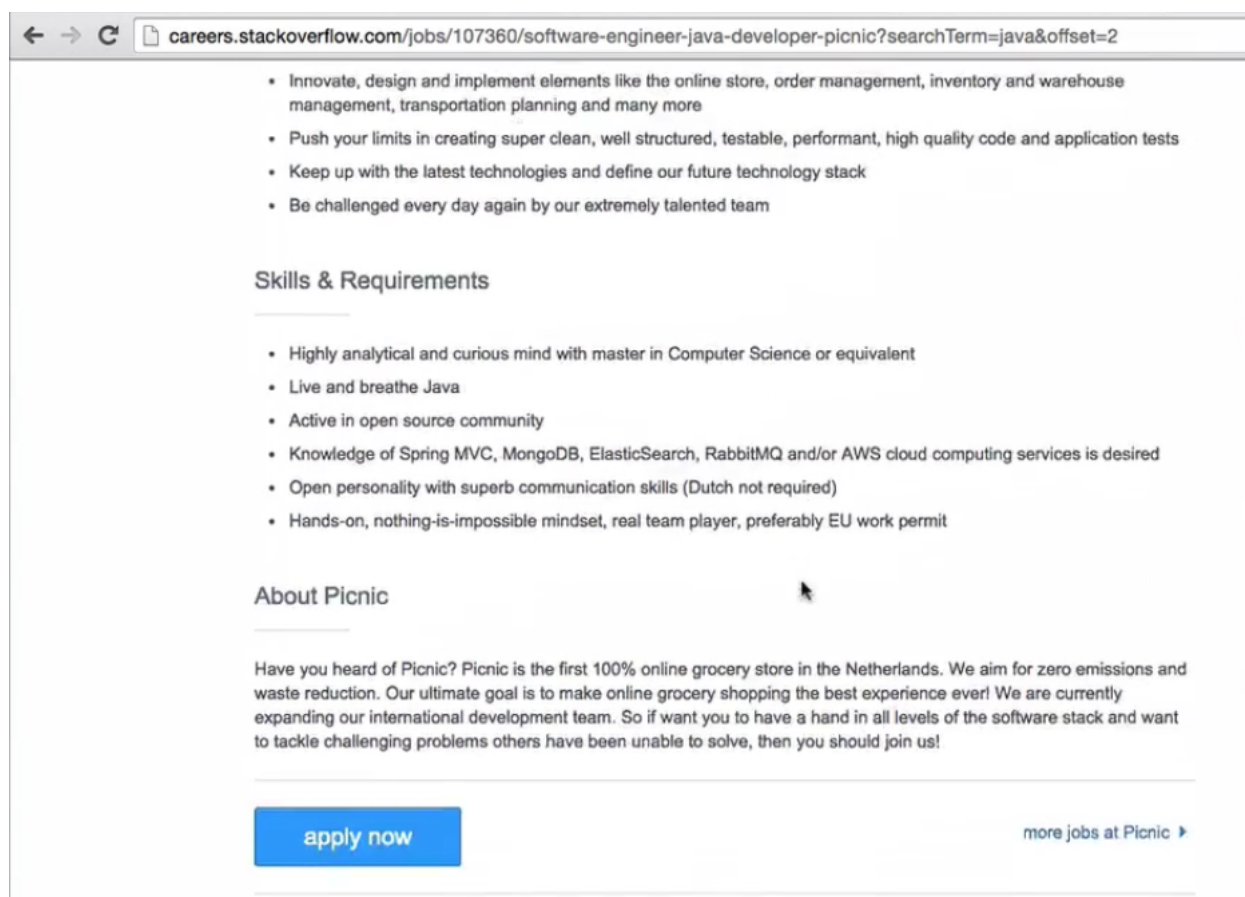 careers.stackoverflow.com/jobs/107360/software-engineer-java-developer-picnic?searchTerm=java&offset=2
• Innovate, design and implement elements like the online store, order management, inventory and warehouse
management, transportation planning and many more
• Push your limits in creating super clean, well structured, testable, performant, high quality code and application tests
• Keep up with the latest technologies and define our future technology stack
• Be challenged every day again by our extremely talented team
Skills & Requirements
• Highly analytical and curious mind with master in Computer Science or equivalent
• Live and breathe Java
• Active in open source community
• Knowledge of Spring MVC, MongoDB, ElasticSearch, RabbitMQ and/or AWS cloud computing services is desired
• Open personality with superb communication skills (Dutch not required)
• Hands-on, nothing-is-impossible mindset, real team player, preferably EU work permit
About Picnic
Have you heard of Picnic? Picnic is the first 100% online grocery store in the Netherlands. We aim for zero emissions and
waste reduction. Our ultimate goal is to make online grocery shopping the best experience ever! We are currently
expanding our international development team. So if want you to have a hand in all levels of the software stack and want
to tackle challenging problems others have been unable to solve, then you should join us!
apply now
more jobs at Picnic